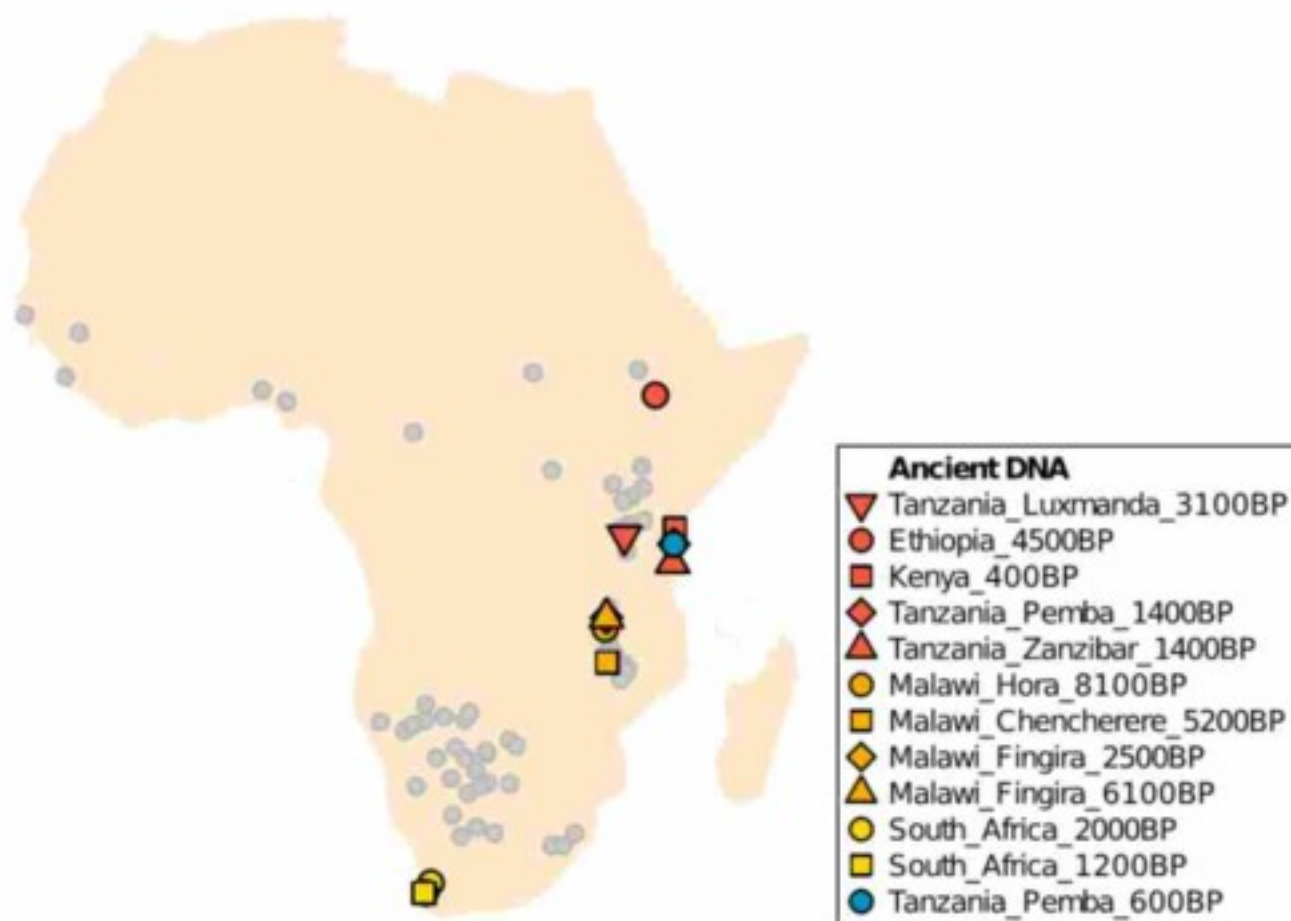 Ancient DNA
Tanzania_Luxmanda_3100BP
Ethiopia_4500BP
Kenya_400BP
Tanzania_Pemba_1400BP
Tanzania_Zanzibar_1400BP
Malawi_Hora_8100BP
Malawi_Chencherere_5200BP
Malawi_Fingira_2500BP
Malawi_Fingira_6100BP
South_Africa_2000BP
South_Africa_1200BP
Tanzania_Pemba_600BP